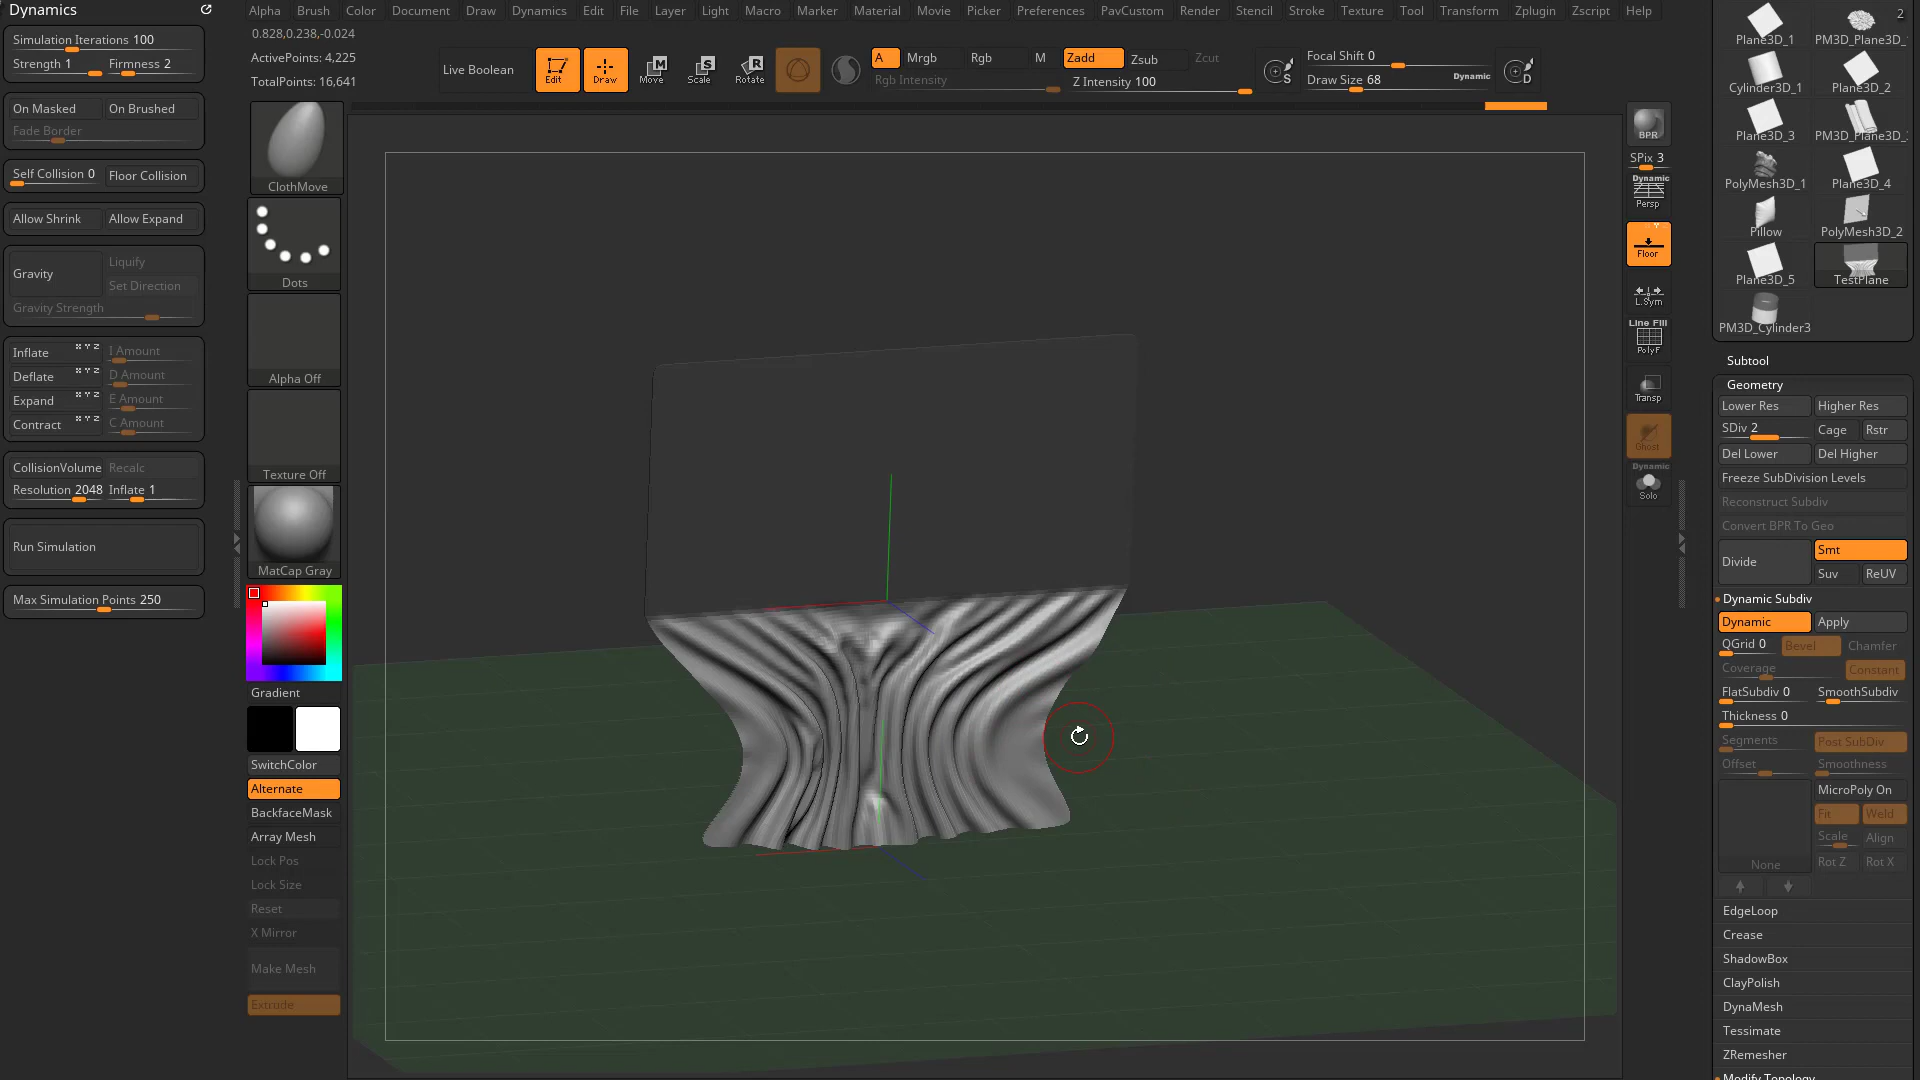 Dynamics
Simulation Iterations 100
Strength 1 Firmness 2
On Masked On Brushed
Fade Border
Self Collision 0 Floor Collision
Allow Shrink Allow Expand
Gravity
Liquify
Set Direction
Gravity Strength
Inflate X Y Z I Amount
Deflate X Y Z D Amount
Expand X Y Z E Amount
Contract X Y Z C Amount
CollisionVolume Recalc
Resolution 2048 Inflate 1
Run Simulation
Max Simulation Points 250
Alpha Brush Color Document Draw Dynamics Edit File Layer Light Macro Marker Material Movie Picker Preferences PavCustom Render Stencil Stroke Texture Tool Transform Zplugin Zscript Help
0.828,0.238,-0.024
ActivePoints: 4,225
TotalPoints: 16,641
Live Boolean
Edit
Draw
M
Move
S
Scale
R
Rotate
A Mrgb Rgb M Zadd Zsub Zcut
Rgb Intensity
Z Intensity 100
S
Focal Shift 0
Draw Size 68 Dynamic
D
ClothMove
Dots
Alpha Off
Texture Off
MatCap Gray
Gradient
SwitchColor
Alternate
BackfaceMask
Array Mesh
Lock Pos
Lock Size
Reset
X Mirror
Make Mesh
Extrude
BPR
SPix 3
Dynamic
Persp
Floor
L.Sym
Line Fill
PolyF
Transp
Ghost
Dynamic
Solo
2
Plane3D_1 PM3D_Plane3D_
Cylinder3D_1 Plane3D_2
Plane3D_3 PM3D_Plane3D_
PolyMesh3D_1 Plane3D_4
Pillow PolyMesh3D_2
Plane3D_5 TestPlane
PM3D_Cylinder3
Subtool
Geometry
Lower Res Higher Res
SDiv 2 Cage Rstr
Del Lower Del Higher
Freeze SubDivision Levels
Reconstruct Subdiv
Convert BPR To Geo
Divide
Smt
Suv ReUV
Dynamic Subdiv
Dynamic Apply
QGrid 0 Bevel Chamfer
Coverage Constant
FlatSubdiv 0 SmoothSubdiv
Thickness 0
Segments Post SubDiv
Offset Smoothness
MicroPoly On
Fit Weld
Scale Align
None Rot Z Rot X
EdgeLoop
Crease
ShadowBox
ClayPolish
DynaMesh
Tessimate
ZRemesher
Modify Topology